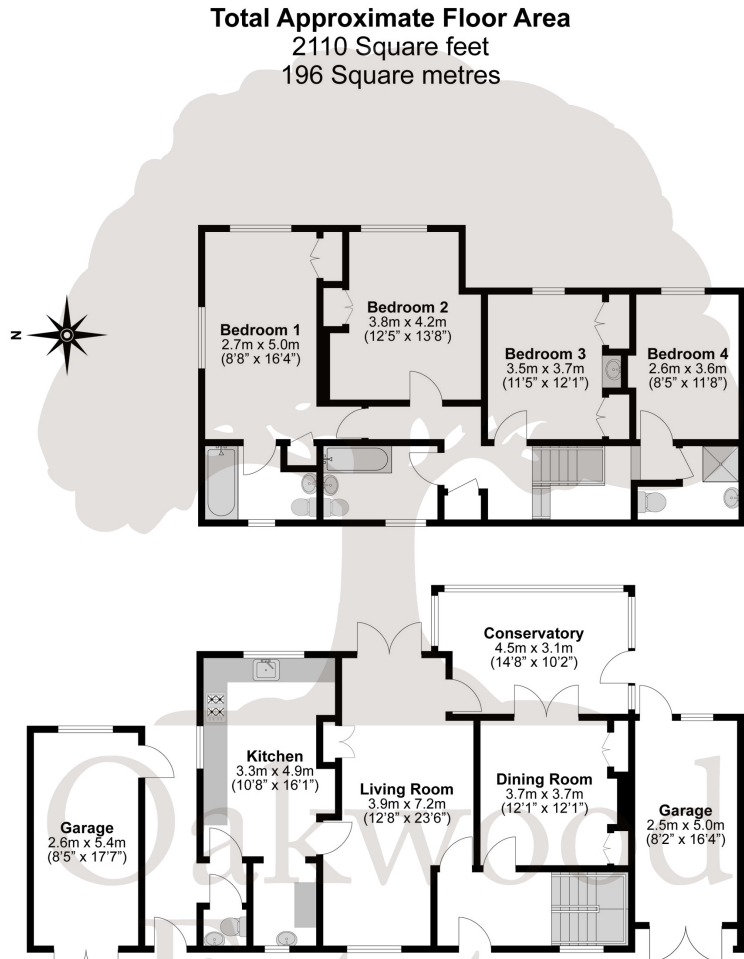 Total Approximate Floor Area
2110 Square feet
196 Square metres
N
Bedroom 1
2.7m x 5.0m
(8'8" x 16'4")
Bedroom 2
3.8m x 4.2m
(12'5" x 13'8")
Bedroom 3
3.5m x 3.7m
(11'5" x 12'1")
Bedroom 4
2.6m x 3.6m
(8'5" x 11'8")
Conservatory
4.5m x 3.1m
(14'8" x 10'2")
Kitchen
3.3m x 4.9m
(10'8" x 16'1")
Living Room
3.9m x 7.2m
(12'8" x 23'6")
Dining Room
3.7m x 3.7m
(12'1" x 12'1")
Garage
2.6m x 5.4m
(8'5" x 17'7")
Garage
2.5m x 5.0m
(8'2" x 16'4")
Oakwood